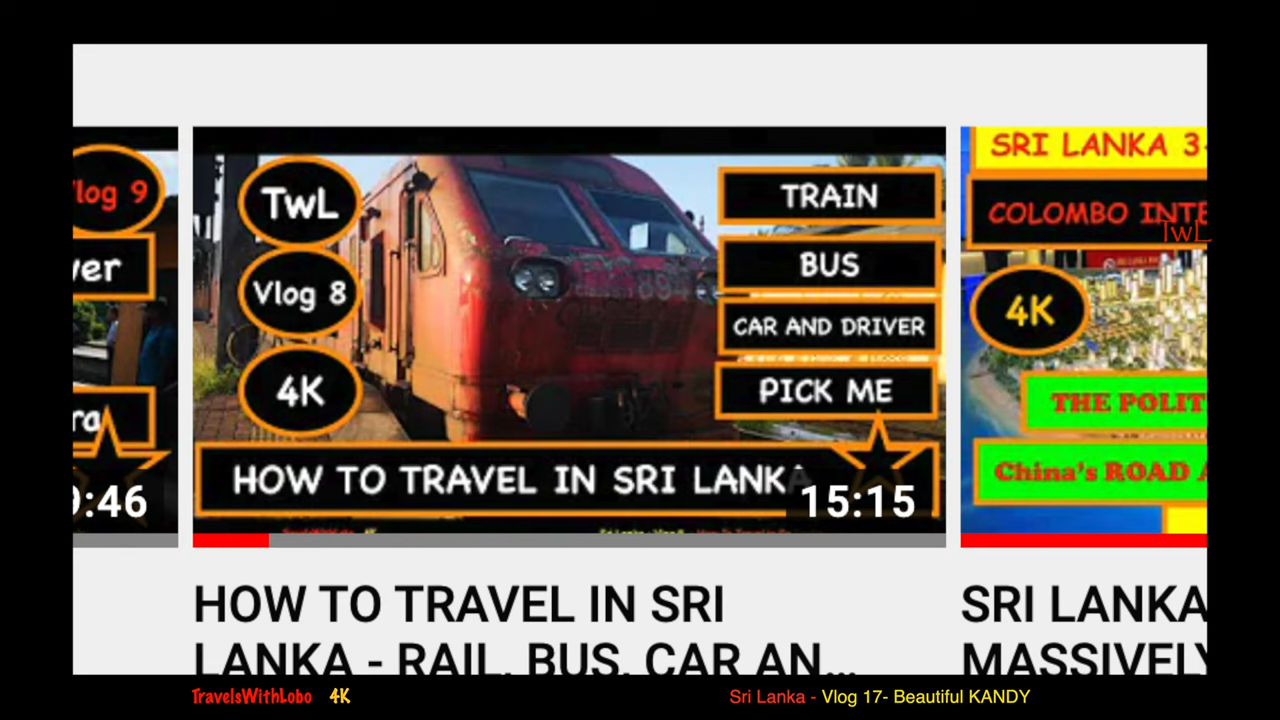 Vlog 9
ver
ra
9:46
TwL
Vlog 8
4K
TRAIN
BUS
CAR AND DRIVER
PICK ME
HOW TO TRAVEL IN SRI LANKA
15:15
HOW TO TRAVEL IN SRI
LANKA - RAIL, BUS, CAR AN...
SRI LANKA 3
COLOMBO INTE
TwL
4K
THE POLIT
China's ROAD A
SRI LANKA
MASSIVELY
TravelsWithLobo 4K
Sri Lanka - Vlog 17- Beautiful KANDY